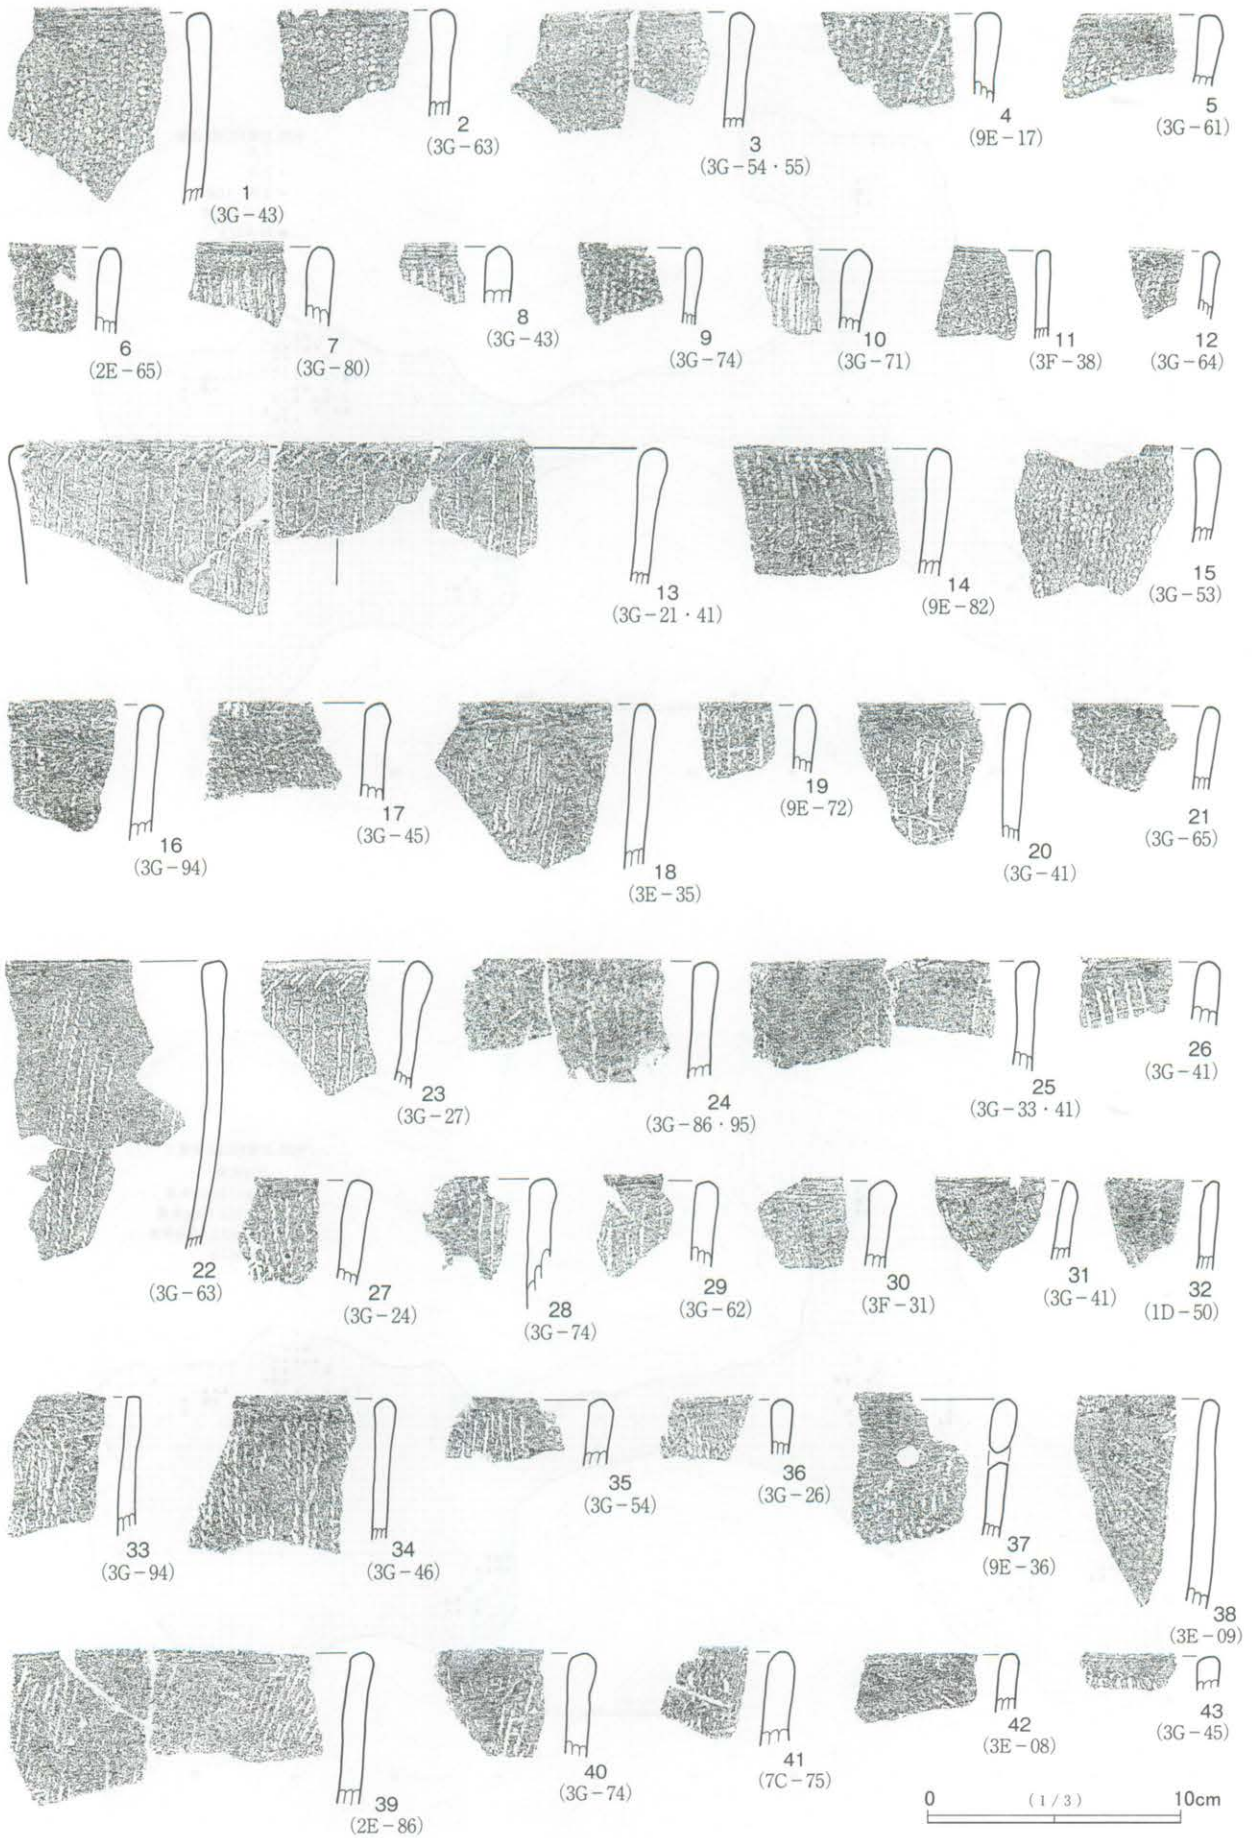 1
(3G-43)
2
(3G-63)
3
(3G-54・55)
4
(9E-17)
5
(3G-61)
6
(2E-65)
7
(3G-80)
8
(3G-43)
9
(3G-74)
10
(3G-71)
11
(3F-38)
12
(3G-64)
13
(3G-21・41)
14
(9E-82)
15
(3G-53)
16
(3G-94)
17
(3G-45)
18
(3E-35)
19
(9E-72)
20
(3G-41)
21
(3G-65)
22
(3G-63)
23
(3G-27)
24
(3G-86・95)
25
(3G-33・41)
26
(3G-41)
27
(3G-24)
28
(3G-74)
29
(3G-62)
30
(3F-31)
31
(3G-41)
32
(1D-50)
33
(3G-94)
34
(3G-46)
35
(3G-54)
36
(3G-26)
37
(9E-36)
38
(3E-09)
39
(2E-86)
40
(3G-74)
41
(7C-75)
42
(3E-08)
43
(3G-45)
0 (1/3) 10cm